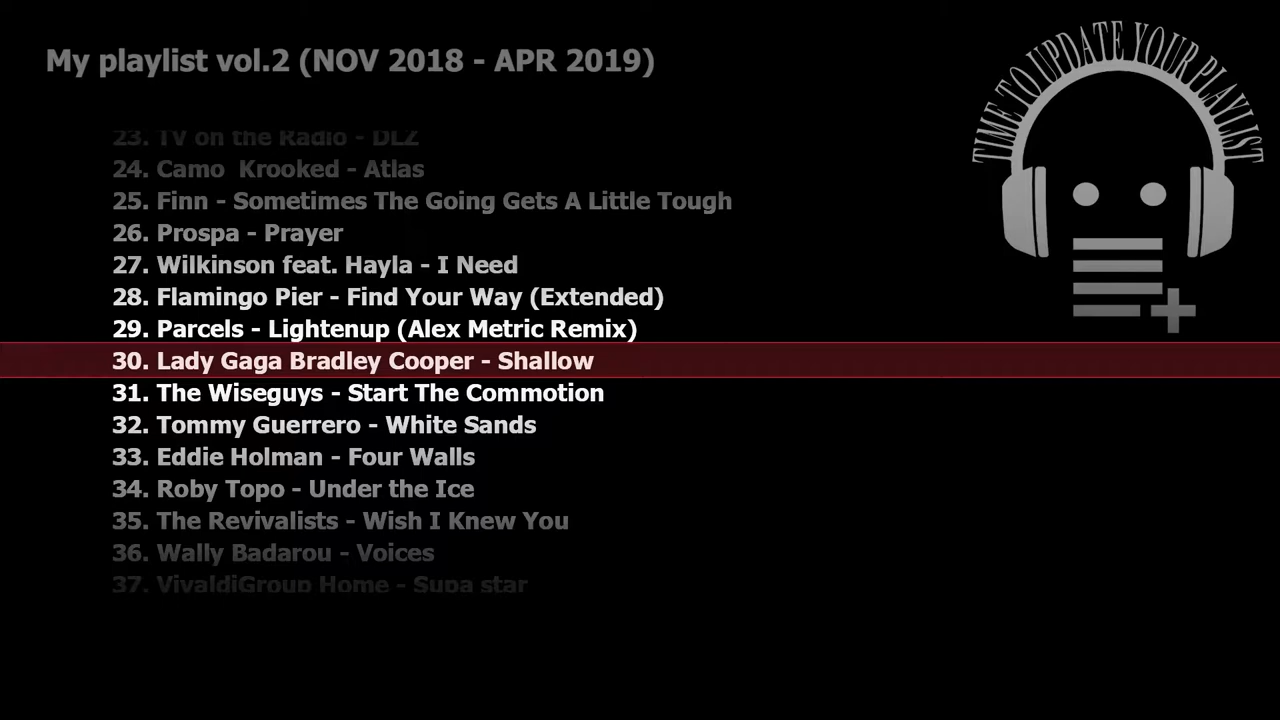 My playlist vol.2 (NOV 2018 - APR 2019)
TIME TO UPDATE YOUR PLAYLIST
23. TV on the Radio - DLZ
24. Camo  Krooked - Atlas
25. Finn - Sometimes The Going Gets A Little Tough
26. Prospa - Prayer
27. Wilkinson feat. Hayla - I Need
28. Flamingo Pier - Find Your Way (Extended)
29. Parcels - Lightenup (Alex Metric Remix)
30. Lady Gaga Bradley Cooper - Shallow
31. The Wiseguys - Start The Commotion
32. Tommy Guerrero - White Sands
33. Eddie Holman - Four Walls
34. Roby Topo - Under the Ice
35. The Revivalists - Wish I Knew You
36. Wally Badarou - Voices
37. VivaldiGroup Home - Supa star